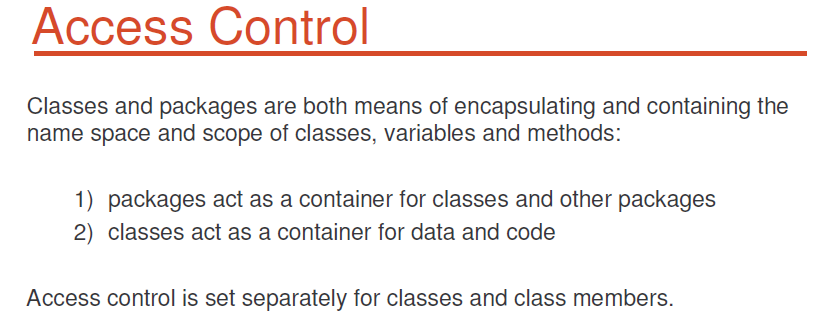 Access Control
Classes and packages are both means of encapsulating and containing the
name space and scope of classes, variables and methods:
1) packages act as a container for classes and other packages
2) classes act as a container for data and code
Access control is set separately for classes and class members.